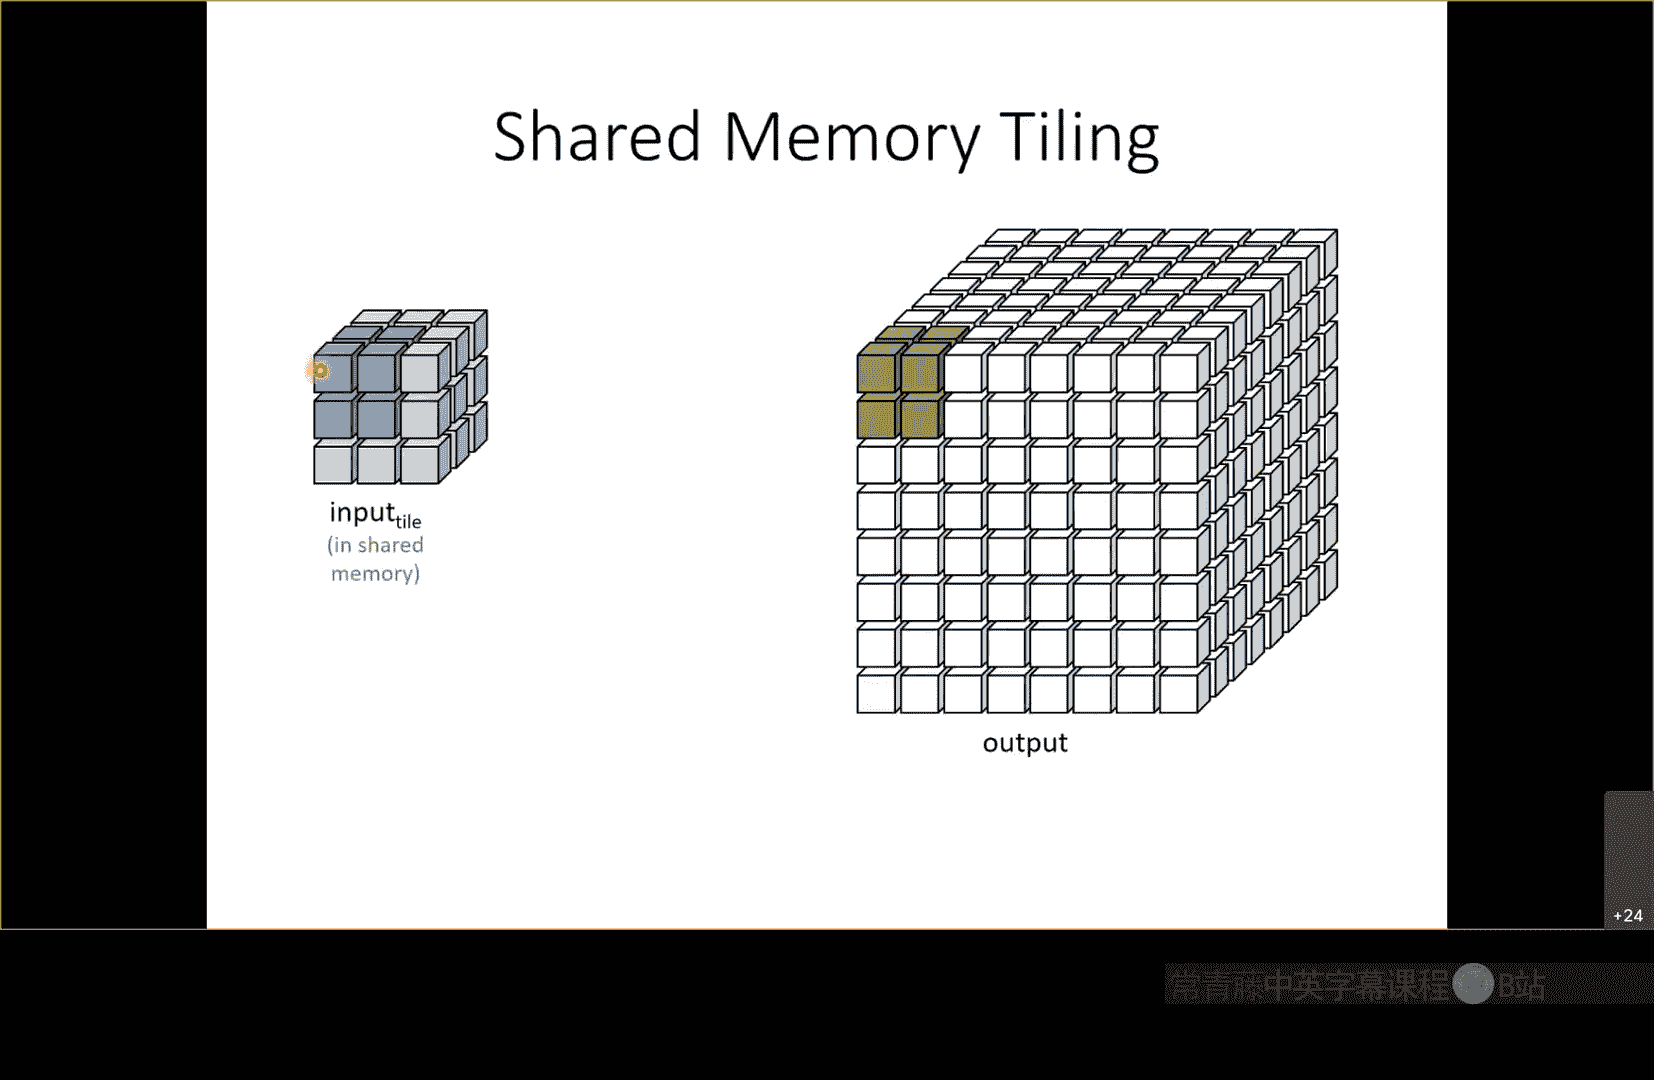 Shared Memory Tiling
input_tile
(in shared
memory)
output
+24
常青藤中英字幕课程 B站